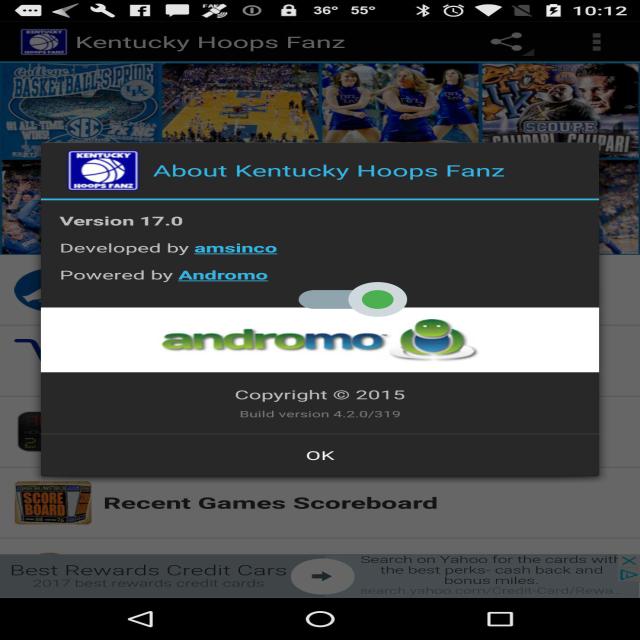 36° 55° 10:12
Kentucky Hoops Fanz
BASKETBALL'S PRIDE
SEC
UK
SCOUPE
CALIPARI CALIPARI
KENTUCKY
HOOPS FANZ
About Kentucky Hoops Fanz
Version 17.0
Developed by amsinco
Powered by Andromo
andromo
Copyright © 2015
Build version 4.2.0/319
OK
SCORE
BOARD
Recent Games Scoreboard
Best Rewards Credit Cars
2017 best rewards credit cards
Search on Yahoo for the cards with
the best perks- cash back and
bonus miles.
search.yahoo.com/Credit-Card/Rewa...